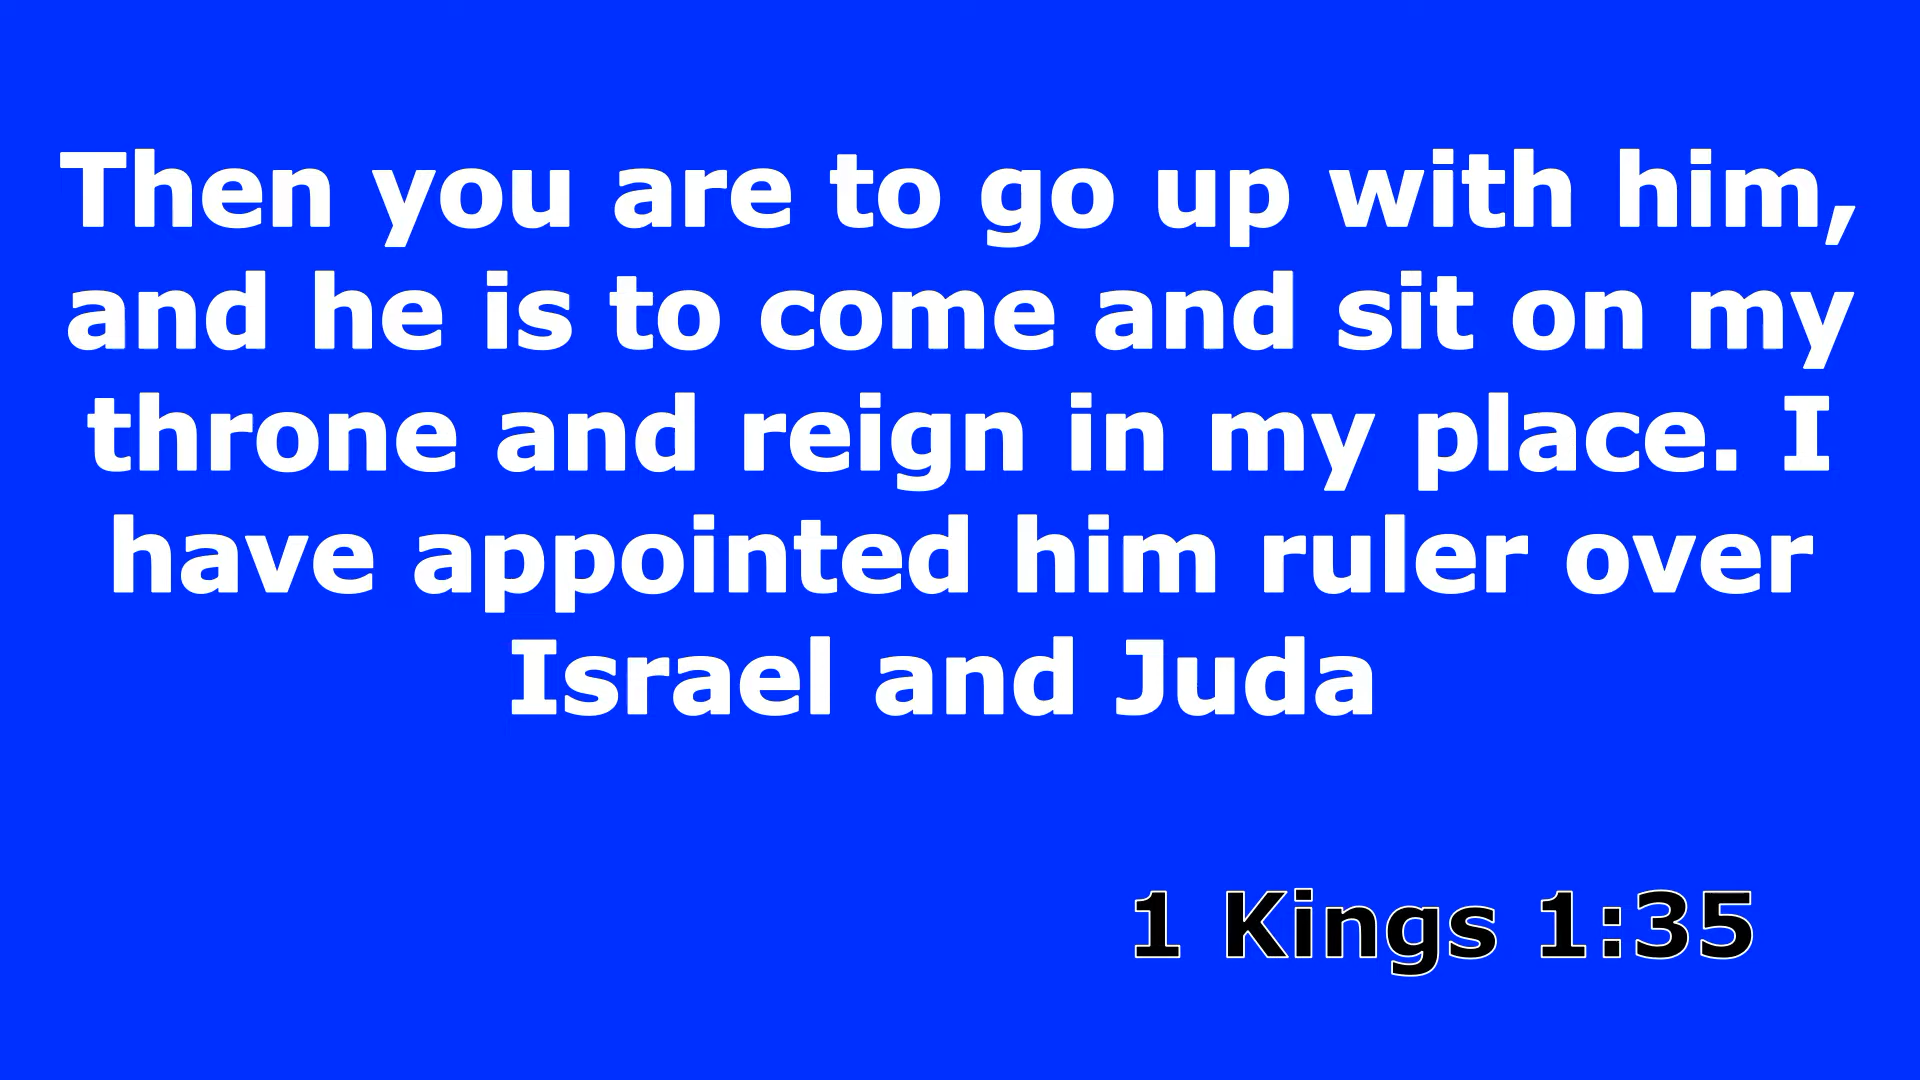 Then you are to go up with him,
and he is to come and sit on my
throne and reign in my place. I
have appointed him ruler over
Israel and Juda
1 Kings 1:35